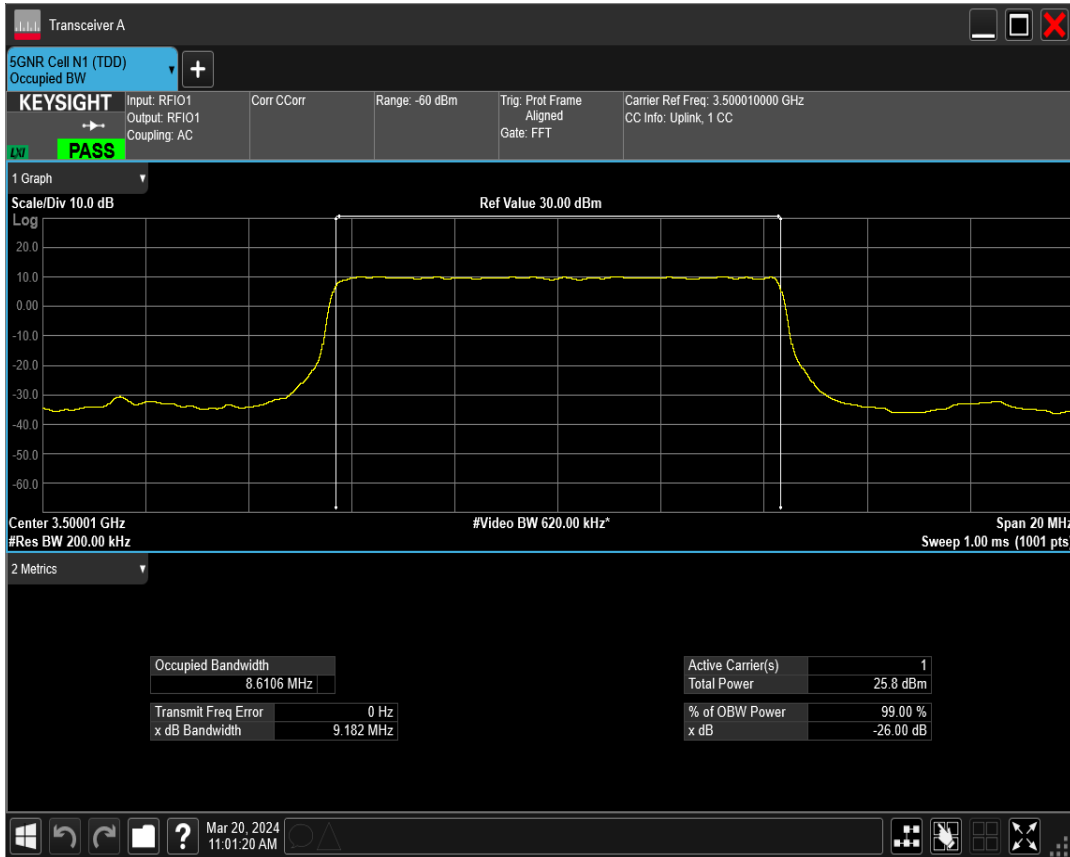 Transceiver A
5GNR Cell N1 (TDD)
Occupied BW
+
KEYSIGHT
LXI
PASS
Input: RFIO1
Output: RFIO1
Coupling: AC
Corr CCorr
Range: -60 dBm
Trig: Prot Frame
Aligned
Gate: FFT
Carrier Ref Freq: 3.500010000 GHz
CC Info: Uplink, 1 CC
1 Graph
Scale/Div 10.0 dB
Ref Value 30.00 dBm
Log
20.0
10.0
0.00
-10.0
-20.0
-30.0
-40.0
-50.0
-60.0
Center 3.50001 GHz
#Video BW 620.00 kHz*
Span 20 MHz
#Res BW 200.00 kHz
Sweep 1.00 ms (1001 pts)
2 Metrics
Occupied Bandwidth
8.6106 MHz
Transmit Freq Error 0 Hz
x dB Bandwidth 9.182 MHz
Active Carrier(s) 1
Total Power 25.8 dBm
% of OBW Power 99.00 %
x dB -26.00 dB
?
Mar 20, 2024
11:01:20 AM